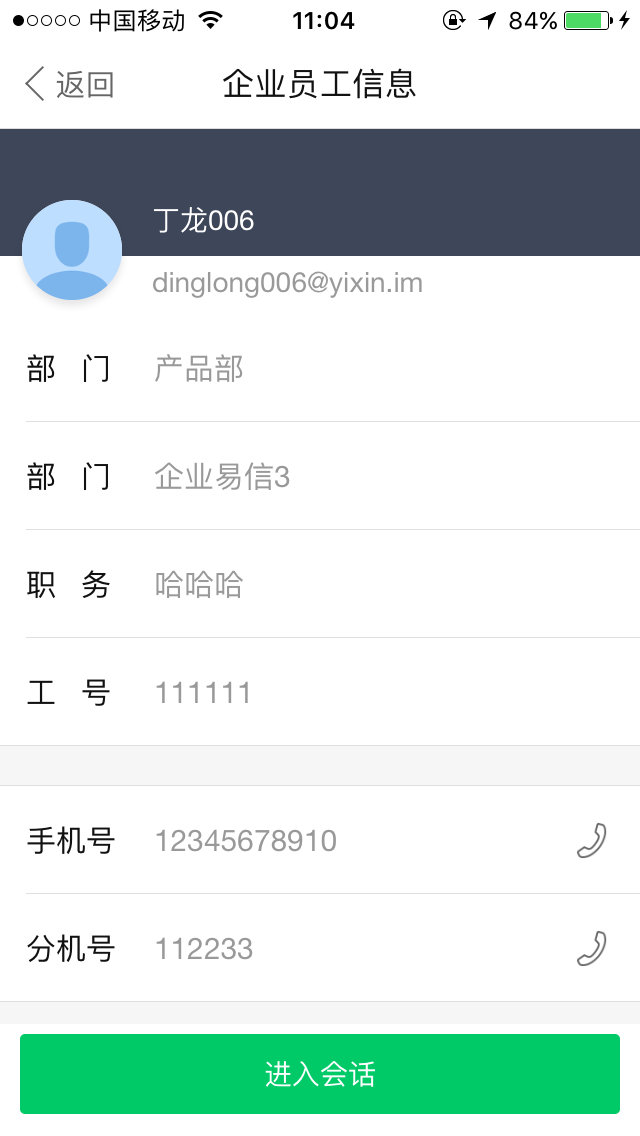 中国移动 11:04 84%
返回 企业员工信息
丁龙006
dinglong006@yixin.im
部 门 产品部
部 门 企业易信3
职 务 哈哈哈
工 号 111111
手机号 12345678910
分机号 112233
进入会话